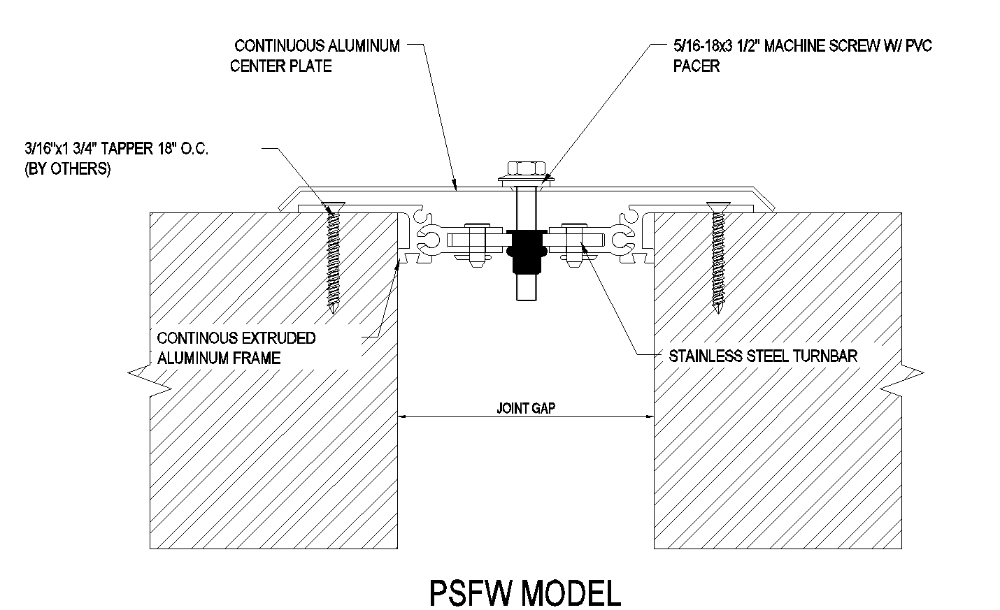 CONTINUOUS ALUMINUM
CENTER PLATE
5/16-18x3 1/2" MACHINE SCREW W/ PVC
PACER
3/16"x1 3/4" TAPPER 18" O.C.
(BY OTHERS)
CONTINOUS EXTRUDED
ALUMINUM FRAME
STAINLESS STEEL TURNBAR
JOINT GAP
PSFW MODEL